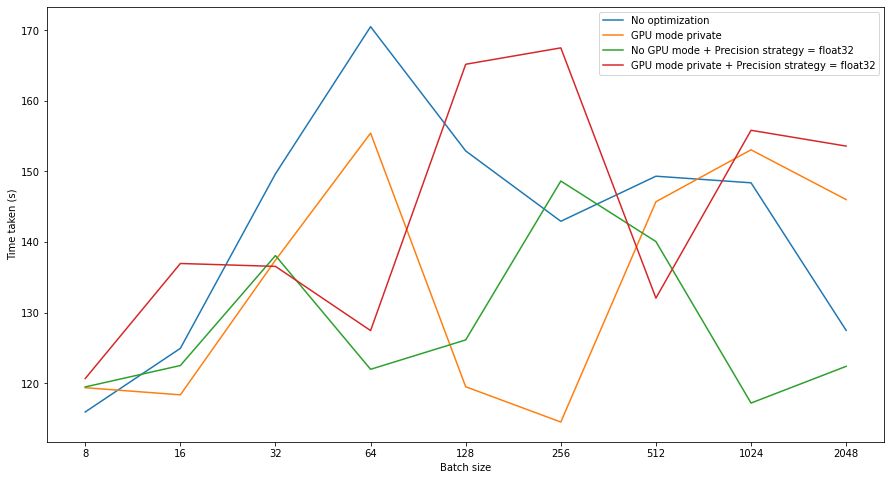 No optimization
GPU mode private
No GPU mode + Precision strategy = float32
GPU mode private + Precision strategy = float32
170
160
150
140
130
120
Time taken (s)
8 16 32 64 128 256 512 1024 2048
Batch size